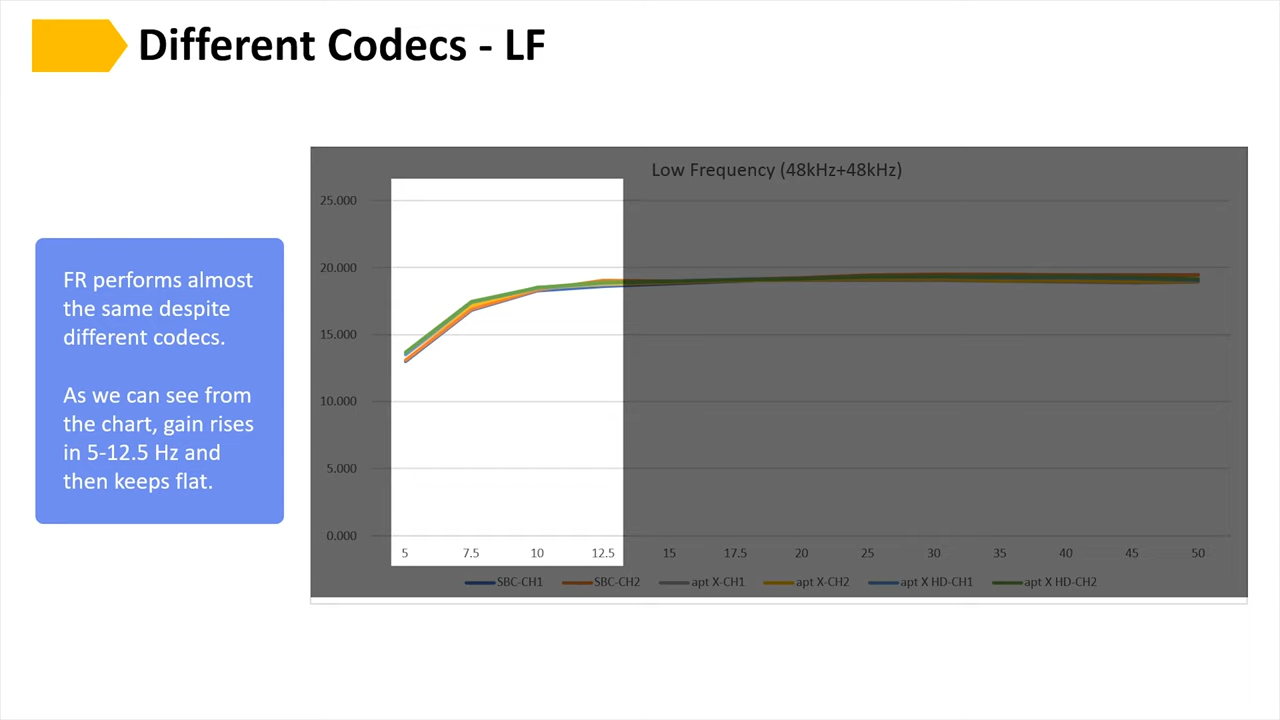 Different Codecs - LF
FR performs almost
the same despite
different codecs.
As we can see from
the chart, gain rises
in 5-12.5 Hz and
then keeps flat.
Low Frequency (48kHz+48kHz)
25.000
20.000
15.000
10.000
5.000
0.000
5 7.5 10 12.5 15 17.5 20 25 30 35 40 45 50
SBC-CH1 SBC-CH2 apt X-CH1 apt X-CH2 apt X HD-CH1 apt X HD-CH2